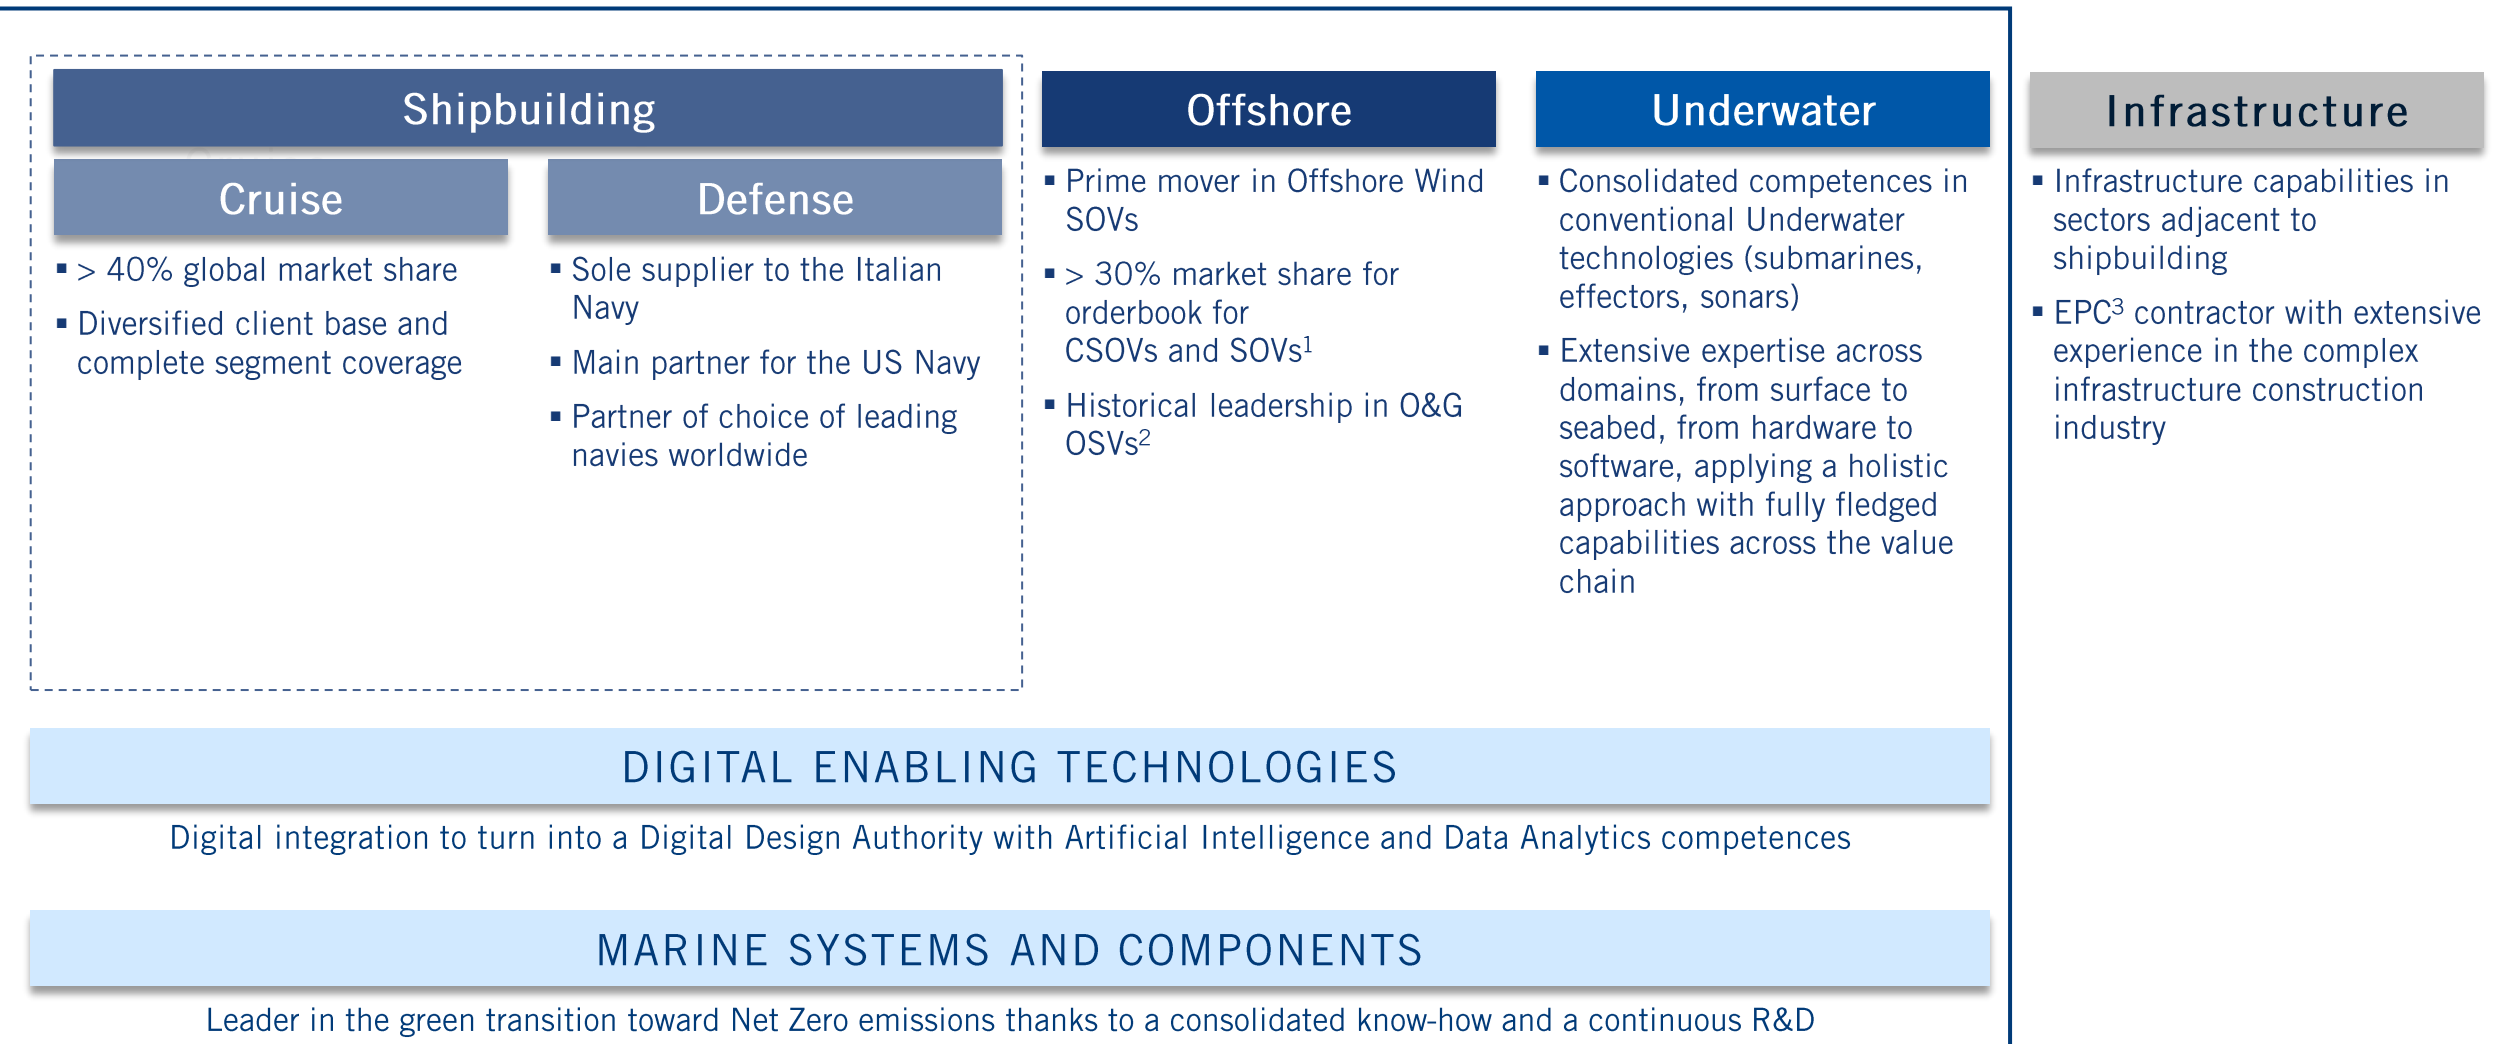 Shipbuilding
Cruise
> 40% global market share
Diversified client base and
complete segment coverage
Defense
Sole supplier to the Italian
Navy
Main partner for the US Navy
Partner of choice of leading
navies worldwide
Offshore
Prime mover in Offshore Wind
SOVs
> 30% market share for
orderbook for
CSOVs and SOVs¹
Historical leadership in O&G
OSVs²
Underwater
Consolidated competences in
conventional Underwater
technologies (submarines,
effectors, sonars)
Extensive expertise across
domains, from surface to
seabed, from hardware to
software, applying a holistic
approach with fully fledged
capabilities across the value
chain
Infrastructure
Infrastructure capabilities in
sectors adjacent to
shipbuilding
EPC³ contractor with extensive
experience in the complex
infrastructure construction
industry
DIGITAL ENABLING TECHNOLOGIES
Digital integration to turn into a Digital Design Authority with Artificial Intelligence and Data Analytics competences
MARINE SYSTEMS AND COMPONENTS
Leader in the green transition toward Net Zero emissions thanks to a consolidated know-how and a continuous R&D